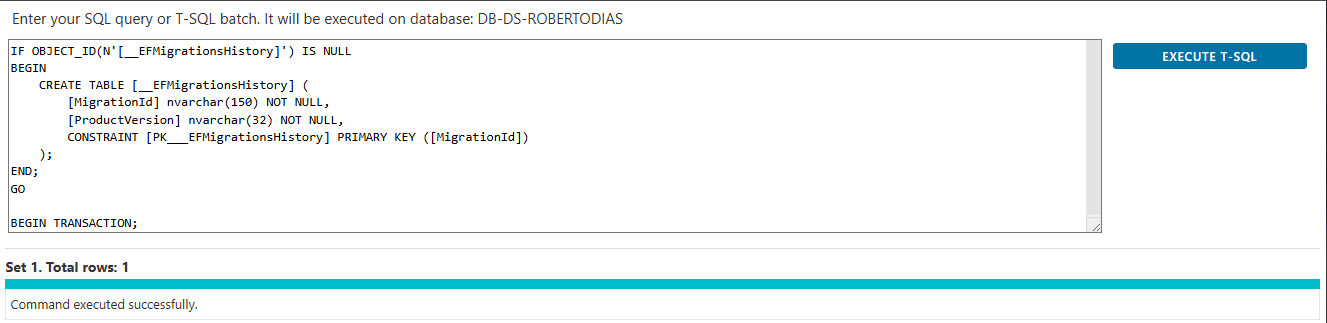 Enter your SQL query or T-SQL batch. It will be executed on database: DB-DS-ROBERTODIAS
IF OBJECT_ID(N'[__EFMigrationsHistory]') IS NULL
BEGIN
    CREATE TABLE [__EFMigrationsHistory] (
        [MigrationId] nvarchar(150) NOT NULL,
        [ProductVersion] nvarchar(32) NOT NULL,
        CONSTRAINT [PK___EFMigrationsHistory] PRIMARY KEY ([MigrationId])
    );
END;
GO
BEGIN TRANSACTION;
EXECUTE T-SQL
Set 1. Total rows: 1
Command executed successfully.